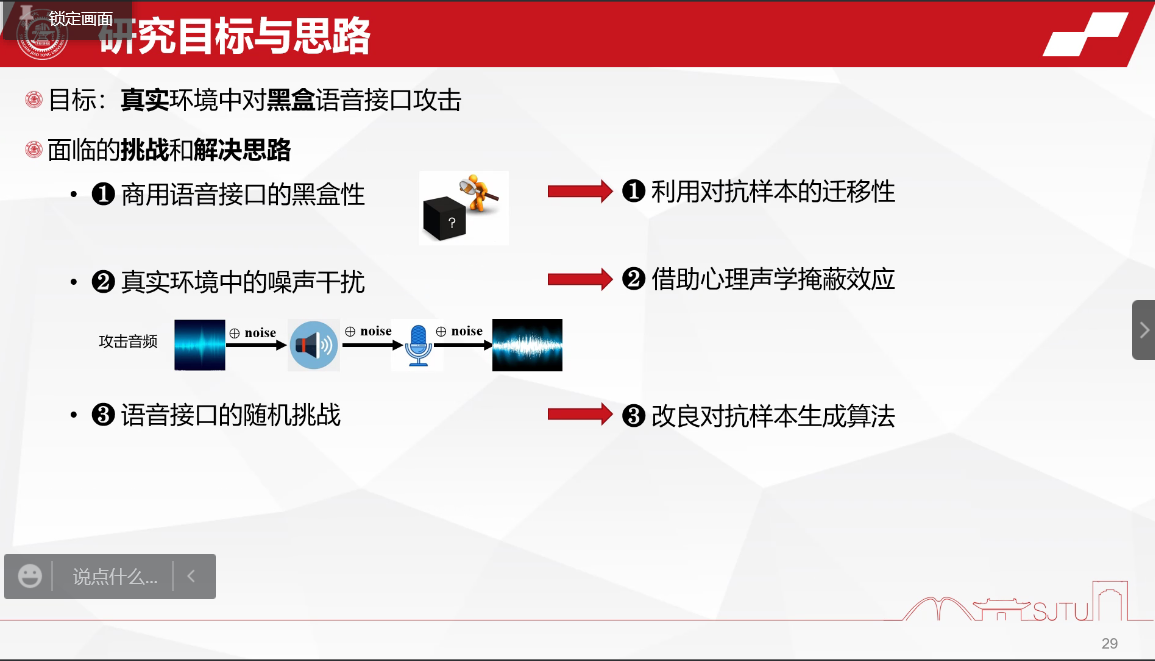 锁定画面
研究目标与思路
目标：真实环境中对黑盒语音接口攻击
面临的挑战和解决思路
• ❶ 商用语音接口的黑盒性
?
❶ 利用对抗样本的迁移性
• ❷ 真实环境中的噪声干扰
❷ 借助心理声学掩蔽效应
攻击音频
⊕ noise
⊕ noise
⊕ noise
• ❸ 语音接口的随机挑战
❸ 改良对抗样本生成算法
说点什么...
SJTU
29